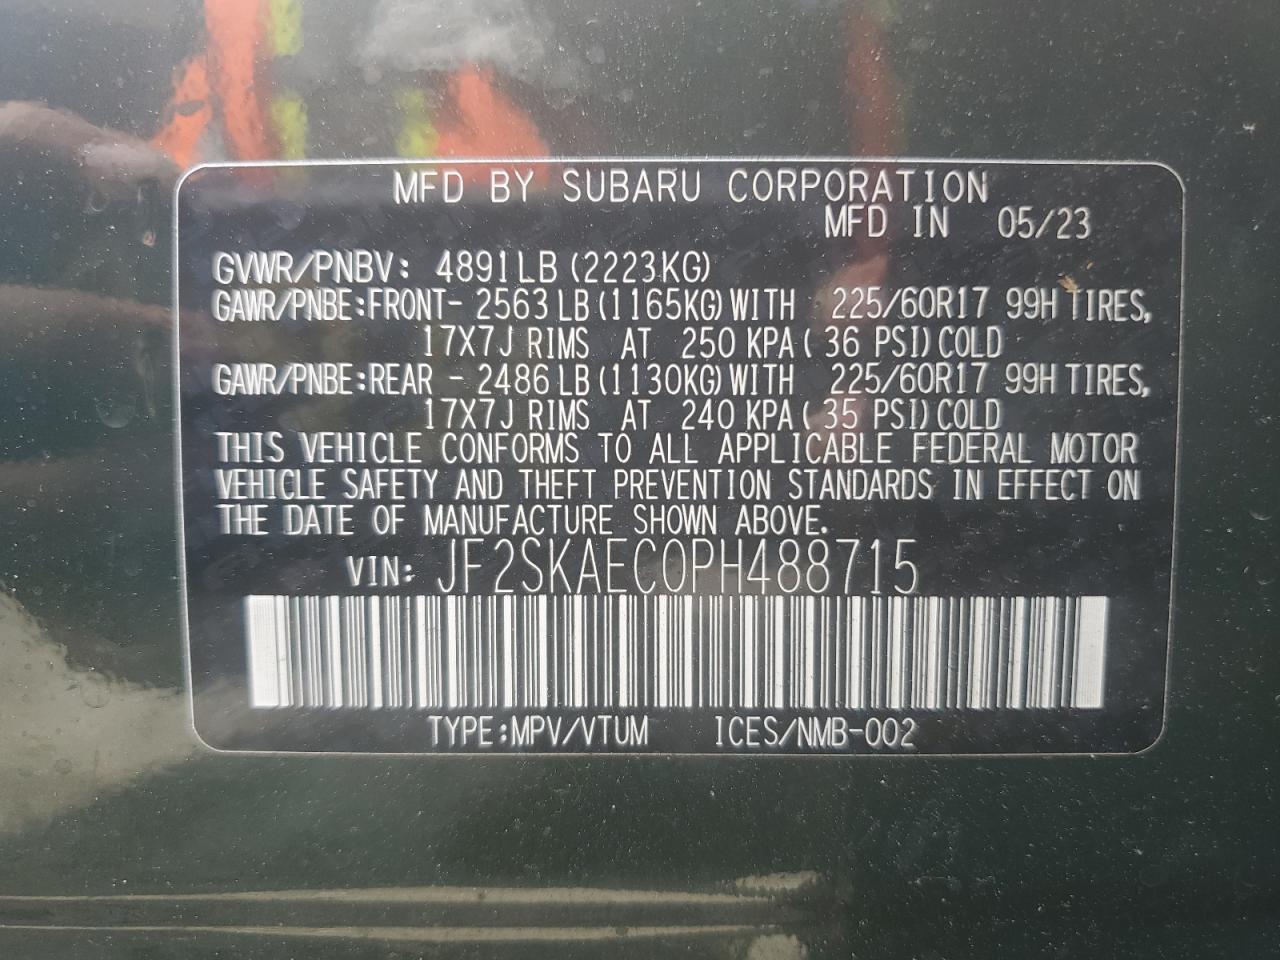 MFD BY SUBARU CORPORATION
MFD IN 05/23
GVWR/PNBV: 4891LB (2223KG)
GAWR/PNBE:FRONT- 2563 LB (1165KG) WITH 225/60R17 99H TIRES,
17X7J RIMS AT 250 KPA ( 36 PSI) COLD
GAWR/PNBE:REAR - 2486 LB (1130KG) WITH 225/60R17 99H TIRES,
17X7J RIMS AT 240 KPA ( 35 PSI) COLD
THIS VEHICLE CONFORMS TO ALL APPLICABLE FEDERAL MOTOR
VEHICLE SAFETY AND THEFT PREVENTION STANDARDS IN EFFECT ON
THE DATE OF MANUFACTURE SHOWN ABOVE.
VIN: JF2SKAEC0PH488715
TYPE:MPV/VTUM ICES/NMB-002